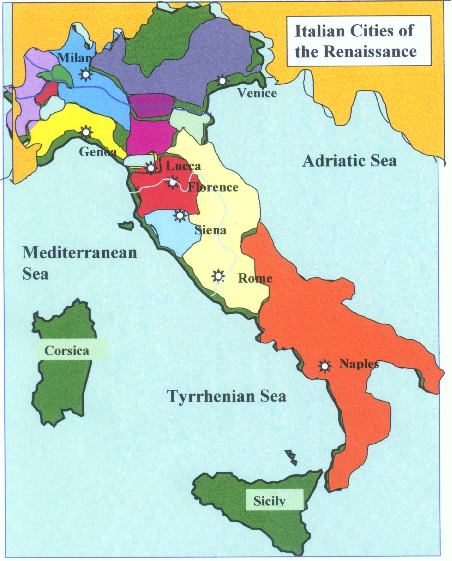 Italian Cities of
the Renaissance
Milan
Venice
Genoa
Adriatic Sea
Lucca
Florence
Siena
Mediterranean
Sea
Rome
Corsica
Naples
Tyrrhenian Sea
Sicily